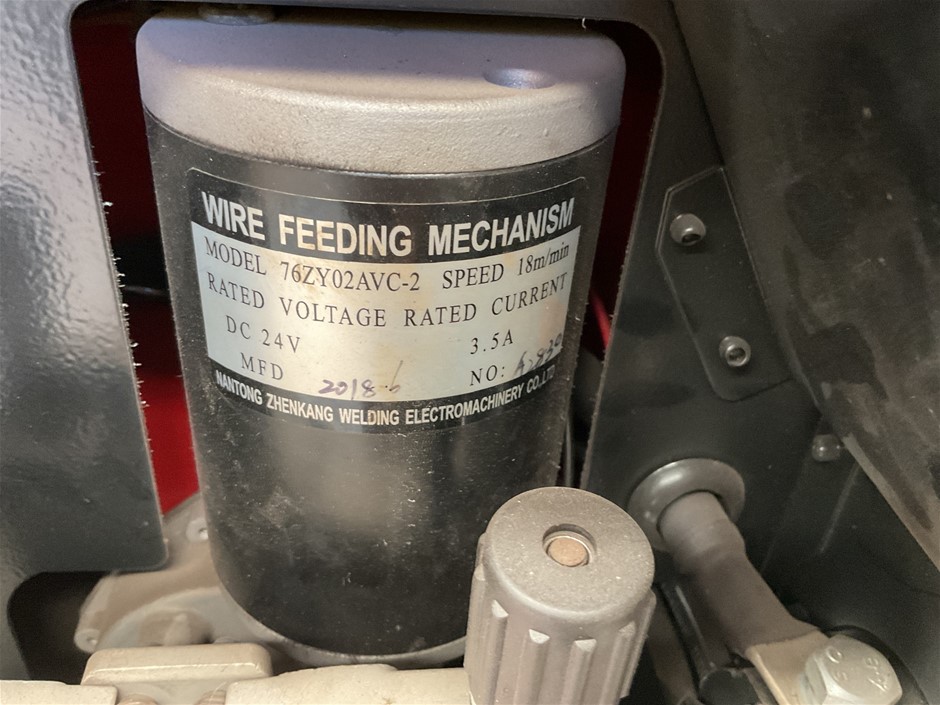 WIRE FEEDING MECHANISM
MODEL 76ZY02AVC-2 SPEED 18m/min
RATED VOLTAGE RATED CURRENT
DC 24V 3.5A
MFD 2018-6 NO:
NANTONG ZHENKANG WELDING ELECTROMACHINERY CO.,LTD.